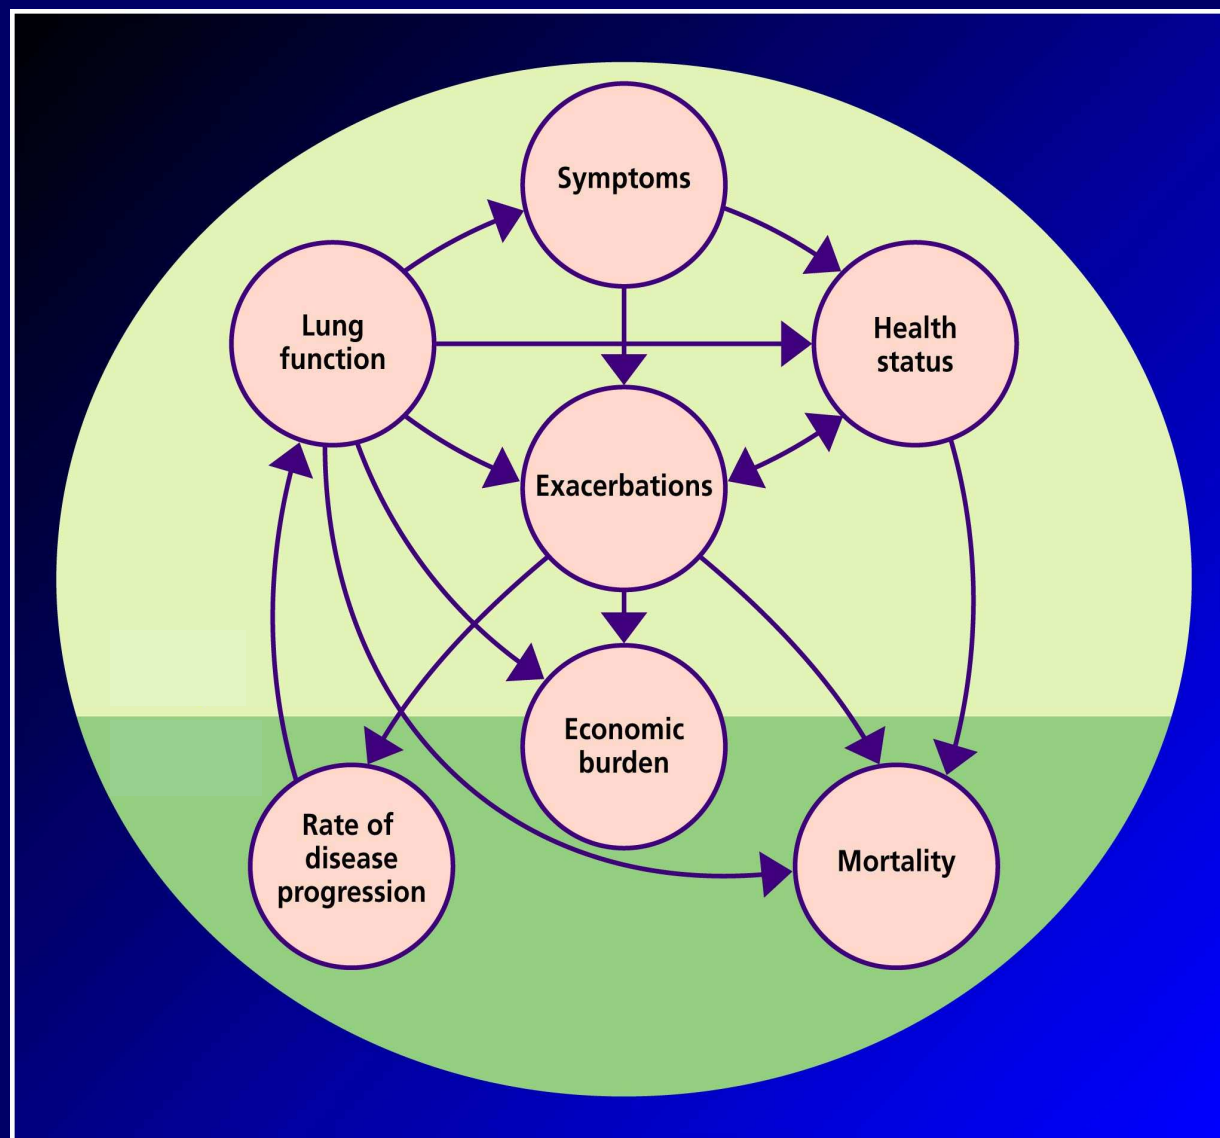 Symptoms
Lung
function
Health
status
Exacerbations
Economic
burden
Rate of
disease
progression
Mortality